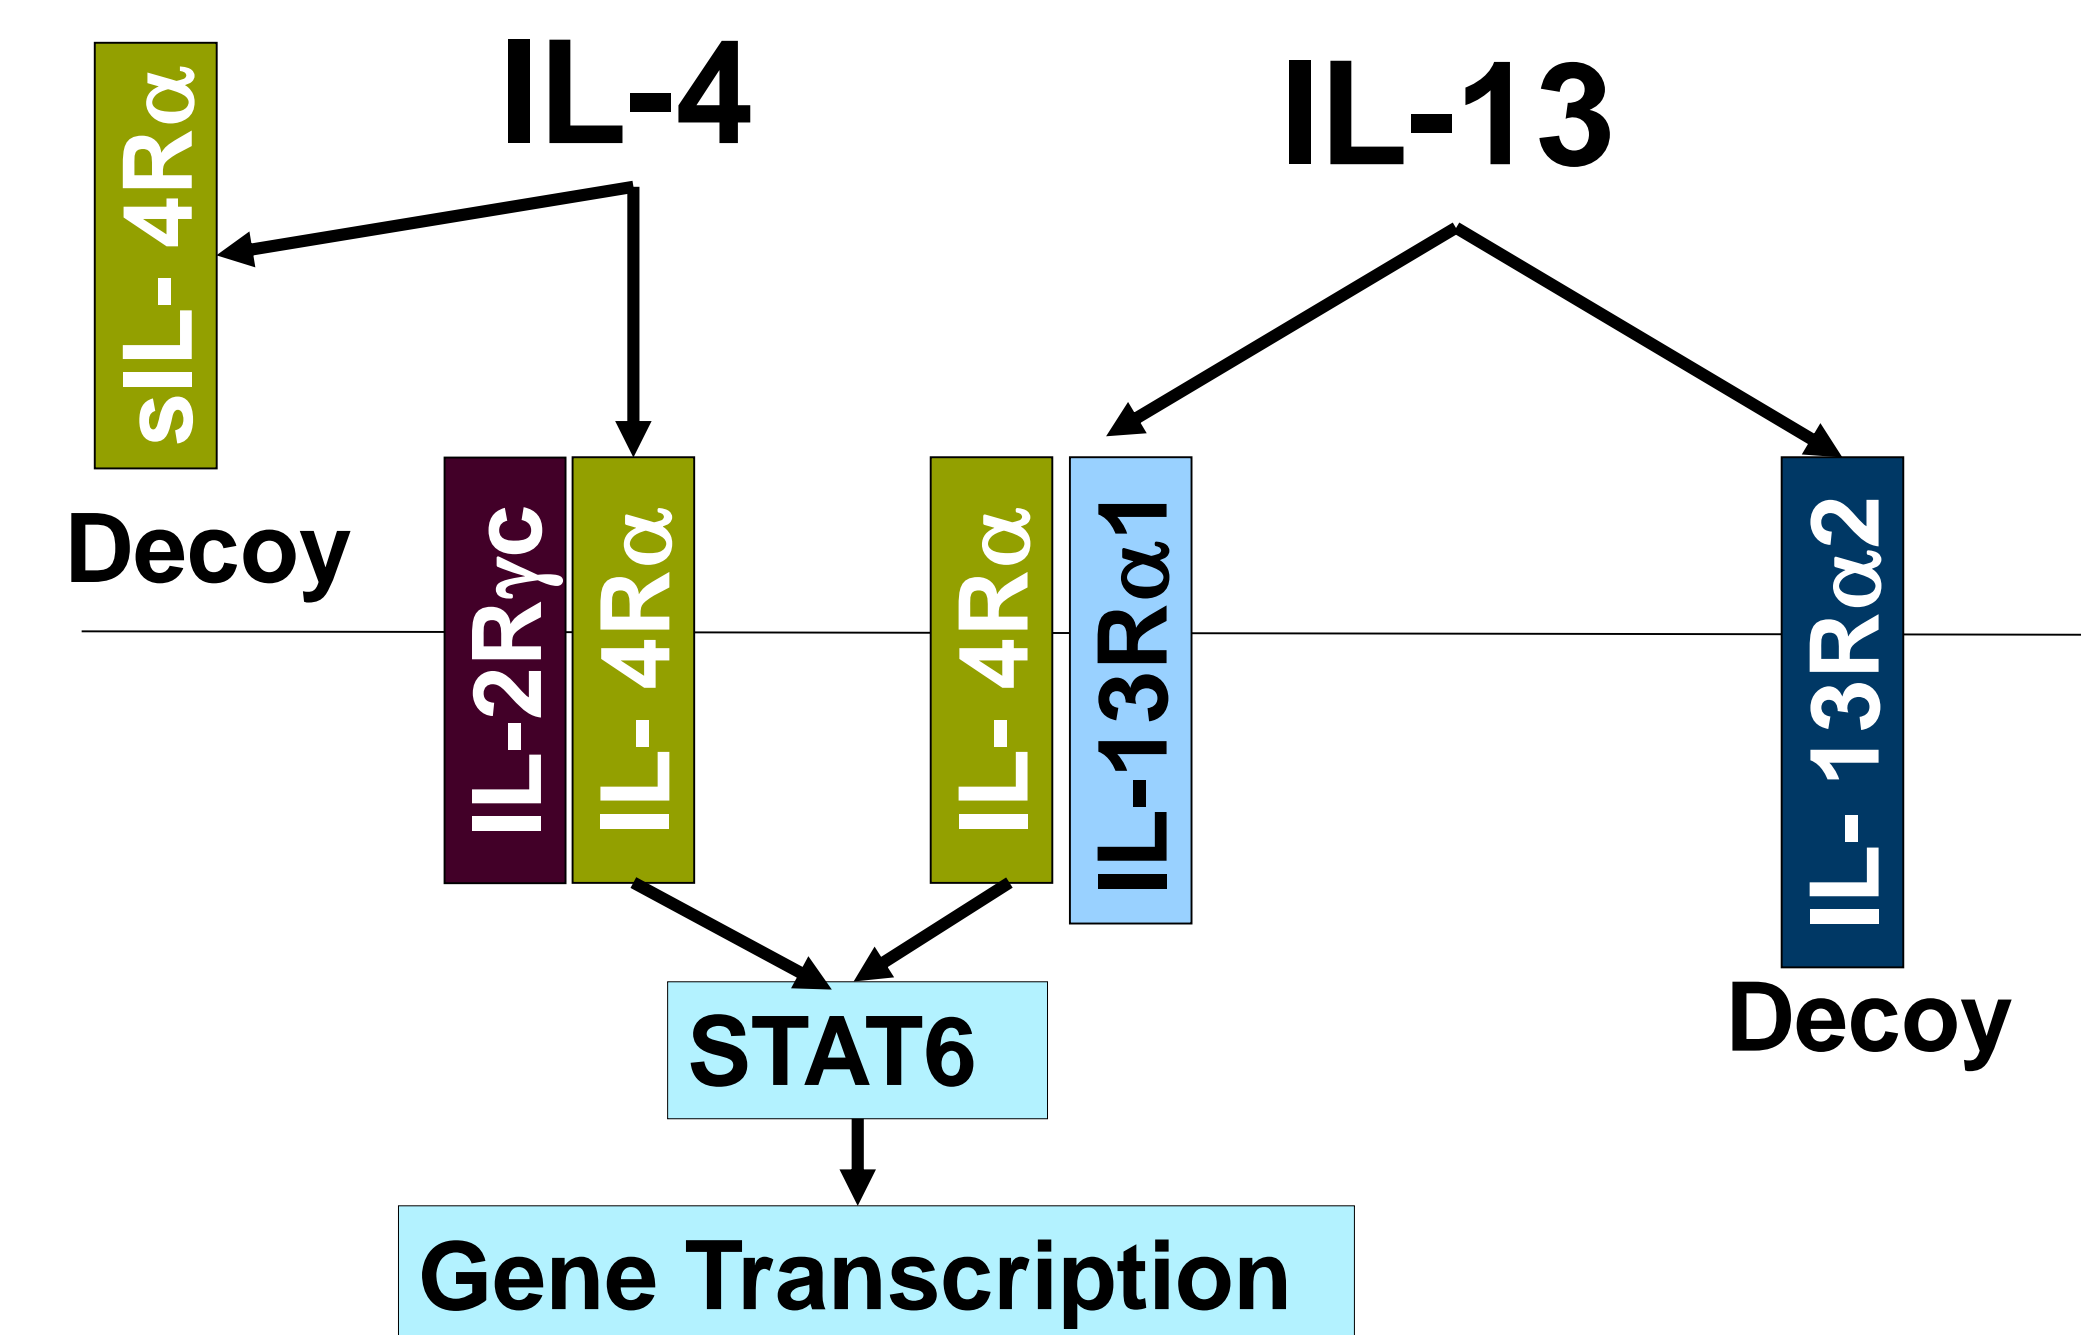 IL-4
IL-13
sIL- 4Rα
Decoy
IL-2Rγc
IL- 4Rα
IL- 4Rα
IL-13Rα1
IL- 13Rα2
Decoy
STAT6
Gene Transcription